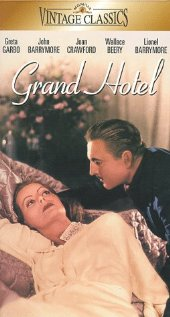 VINTAGE CLASSICS
Greta GARBO John BARRYMORE Joan CRAWFORD Wallace BEERY Lionel BARRYMORE
Grand Hotel